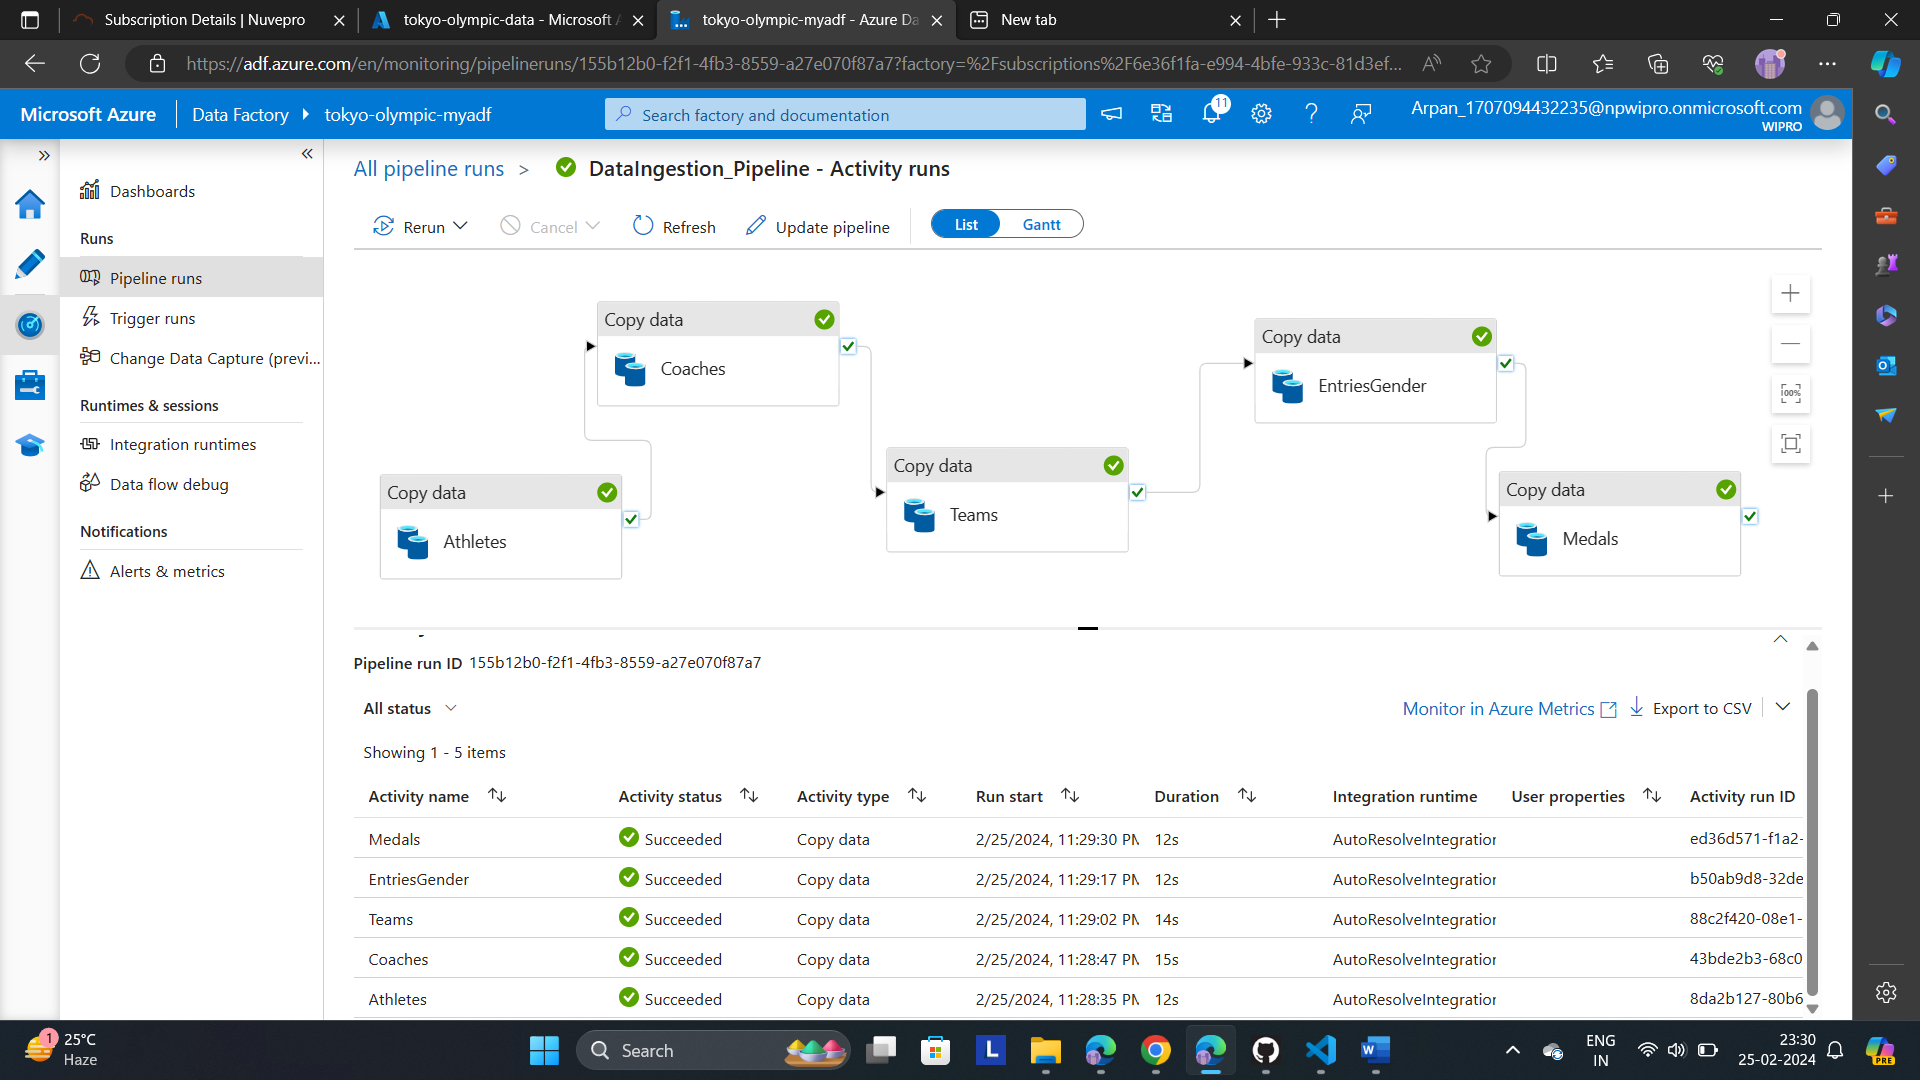 Subscription Details | Nuvepro
tokyo-olympic-data - Microsoft A
tokyo-olympic-myadf - Azure Da
New tab
https://adf.azure.com/en/monitoring/pipelineruns/155b12b0-f2f1-4fb3-8559-a27e070f87a7?factory=%2Fsubscriptions%2F6e36f1fa-e994-4bfe-933c-81d3ef...
Microsoft Azure
Data Factory
tokyo-olympic-myadf
Search factory and documentation
11
Arpan_1707094432235@npwipro.onmicrosoft.com
WIPRO
Dashboards
Runs
Pipeline runs
Trigger runs
Change Data Capture (previ...
Runtimes & sessions
Integration runtimes
Data flow debug
Notifications
Alerts & metrics
All pipeline runs > DataIngestion_Pipeline - Activity runs
Rerun
Cancel
Refresh
Update pipeline
List
Gantt
Copy data
Coaches
Copy data
EntriesGender
Copy data
Teams
Copy data
Athletes
Copy data
Medals
100%
Pipeline run ID 155b12b0-f2f1-4fb3-8559-a27e070f87a7
All status
Monitor in Azure Metrics
Export to CSV
Showing 1 - 5 items
Activity name Activity status Activity type Run start Duration Integration runtime User properties Activity run ID
Medals Succeeded Copy data 2/25/2024, 11:29:30 PM 12s AutoResolveIntegration ed36d571-f1a2-
EntriesGender Succeeded Copy data 2/25/2024, 11:29:17 PM 12s AutoResolveIntegration b50ab9d8-32de
Teams Succeeded Copy data 2/25/2024, 11:29:02 PM 14s AutoResolveIntegration 88c2f420-08e1-
Coaches Succeeded Copy data 2/25/2024, 11:28:47 PM 15s AutoResolveIntegration 43bde2b3-68c0
Athletes Succeeded Copy data 2/25/2024, 11:28:35 PM 12s AutoResolveIntegration 8da2b127-80b6
1
25°C
Haze
Search
L
W
ENG
IN
23:30
25-02-2024
PRE